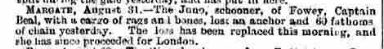 MARGATE, August 31.—The Juno, schooner, of Fowey, Captain
Beal, with a cargo of rags and bones, lost an anchor and 60 fathoms
of chain yesterday. The loss has been replaced this morning, and
she has since proceeded for London.